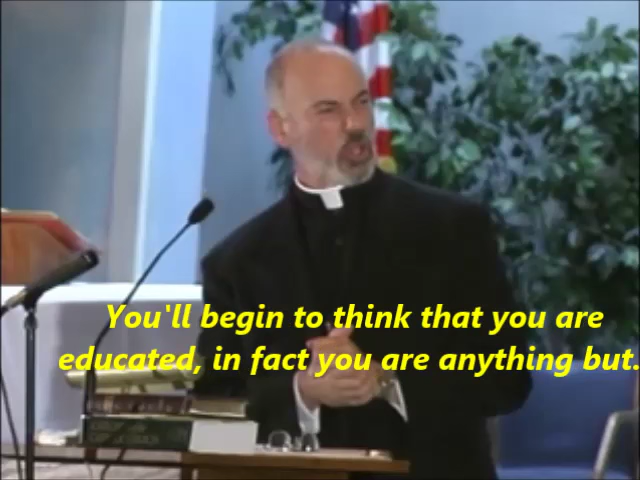 You'll begin to think that you are
educated, in fact you are anything but.